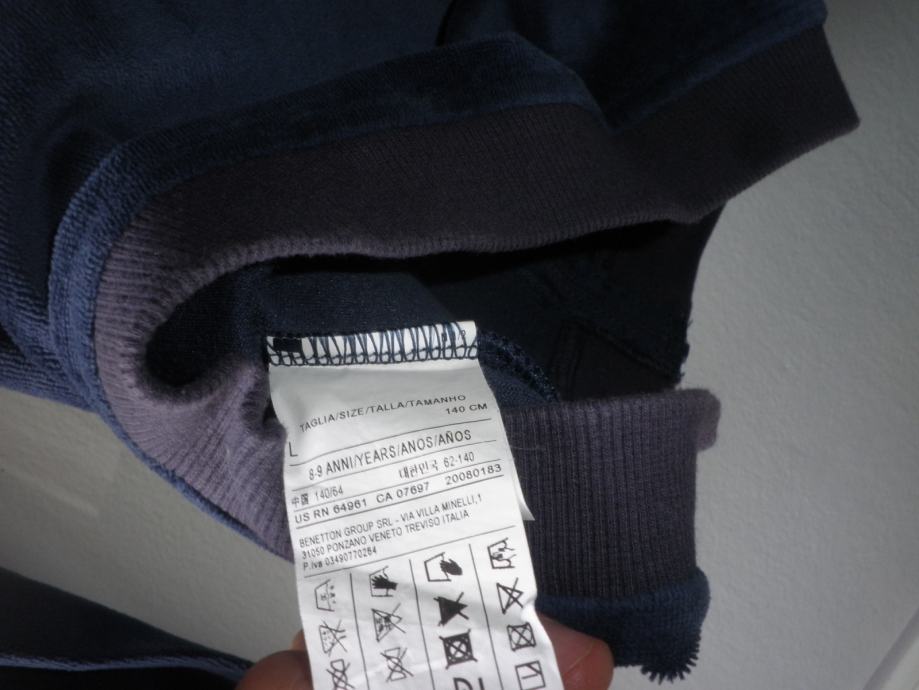 TAGLIA/SIZE/TALLA/TAMANHO
140 CM
L
8-9 ANNI/YEARS/ANOS/AÑOS
中国 140/64 대한민국 62-140
US RN 64961 CA 07697 20080183
BENETTON GROUP SRL - VIA VILLA MINELLI,1
31050 PONZANO VENETO TREVISO ITALIA
P.Iva 03490770264